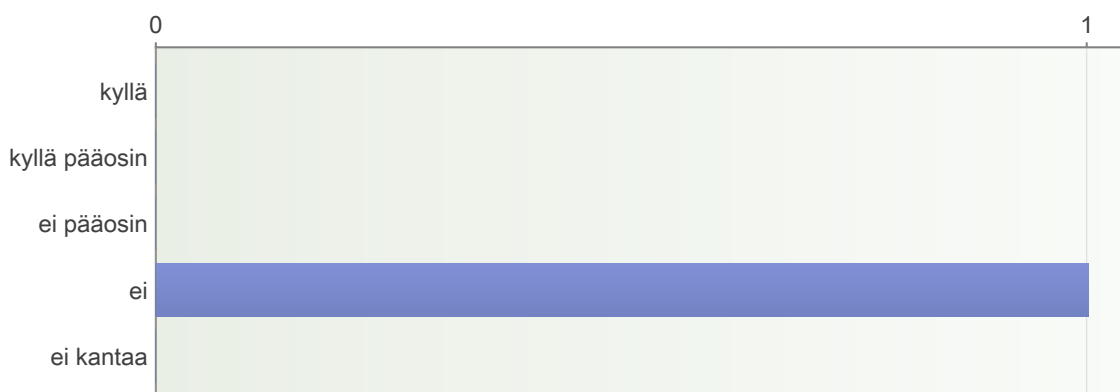 0 1
kyllä
kyllä pääosin
ei pääosin
ei
ei kantaa